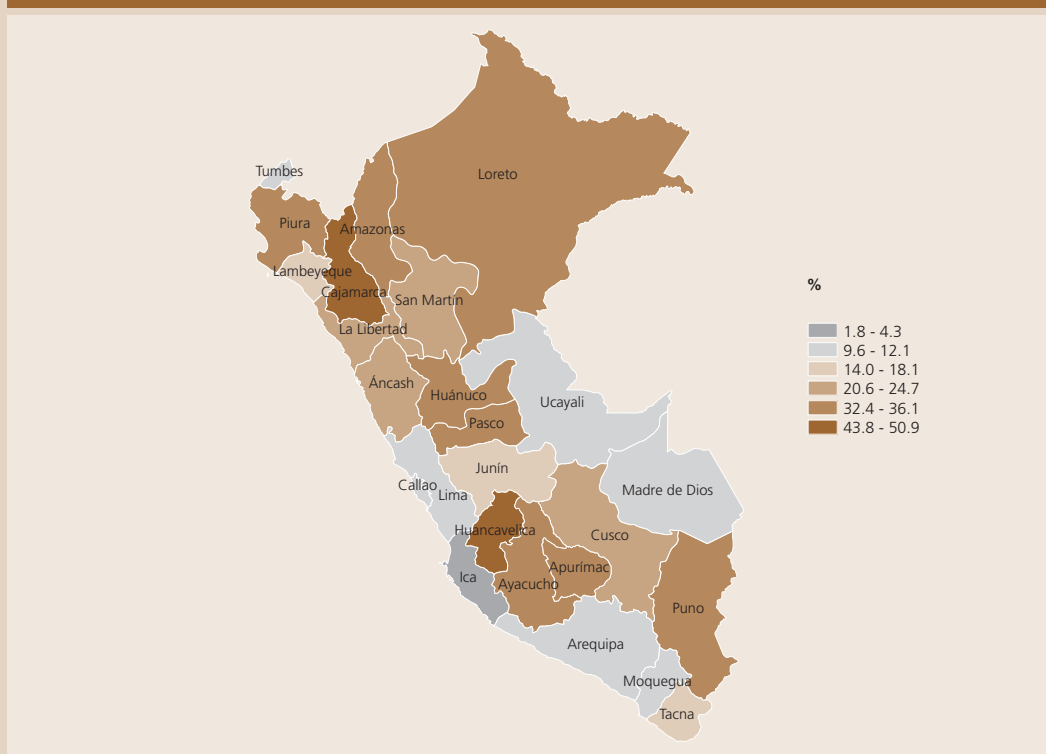 Tumbes
Loreto
Piura
Amazonas
Lambeyeque
Cajamarca
San Martín
La Libertad
Áncash
Huánuco
Ucayali
Pasco
Junín
Callao
Lima
Madre de Dios
Huancavelica
Cusco
Ica
Apurímac
Ayacucho
Puno
Arequipa
Moquegua
Tacna
%
1.8 - 4.3
9.6 - 12.1
14.0 - 18.1
20.6 - 24.7
32.4 - 36.1
43.8 - 50.9